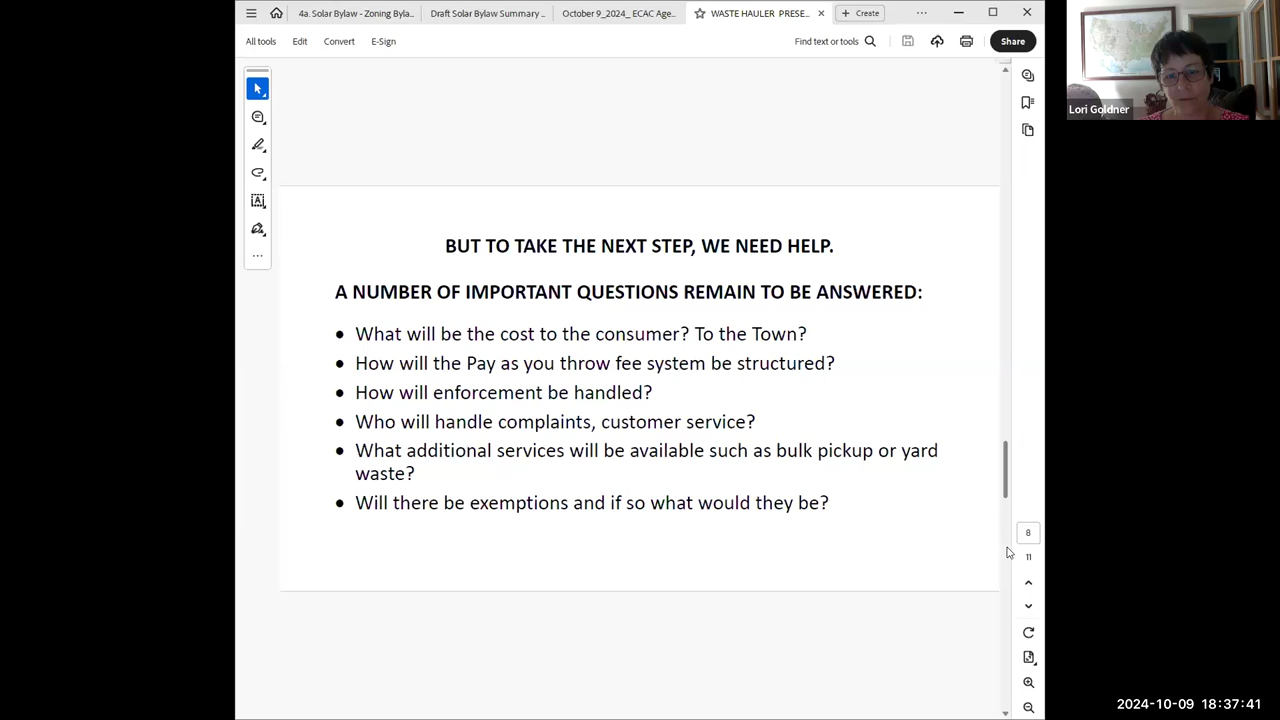 4a. Solar Bylaw - Zoning Byla...
Draft Solar Bylaw Summary ...
October 9_2024_ ECAC Age...
WASTE HAULER PRESE...
Create
All tools
Edit
Convert
E-Sign
Find text or tools
Share
Lori Goldner
BUT TO TAKE THE NEXT STEP, WE NEED HELP.
A NUMBER OF IMPORTANT QUESTIONS REMAIN TO BE ANSWERED:
• What will be the cost to the consumer? To the Town?
• How will the Pay as you throw fee system be structured?
• How will enforcement be handled?
• Who will handle complaints, customer service?
• What additional services will be available such as bulk pickup or yard
waste?
• Will there be exemptions and if so what would they be?
8
11
2024-10-09 18:37:41